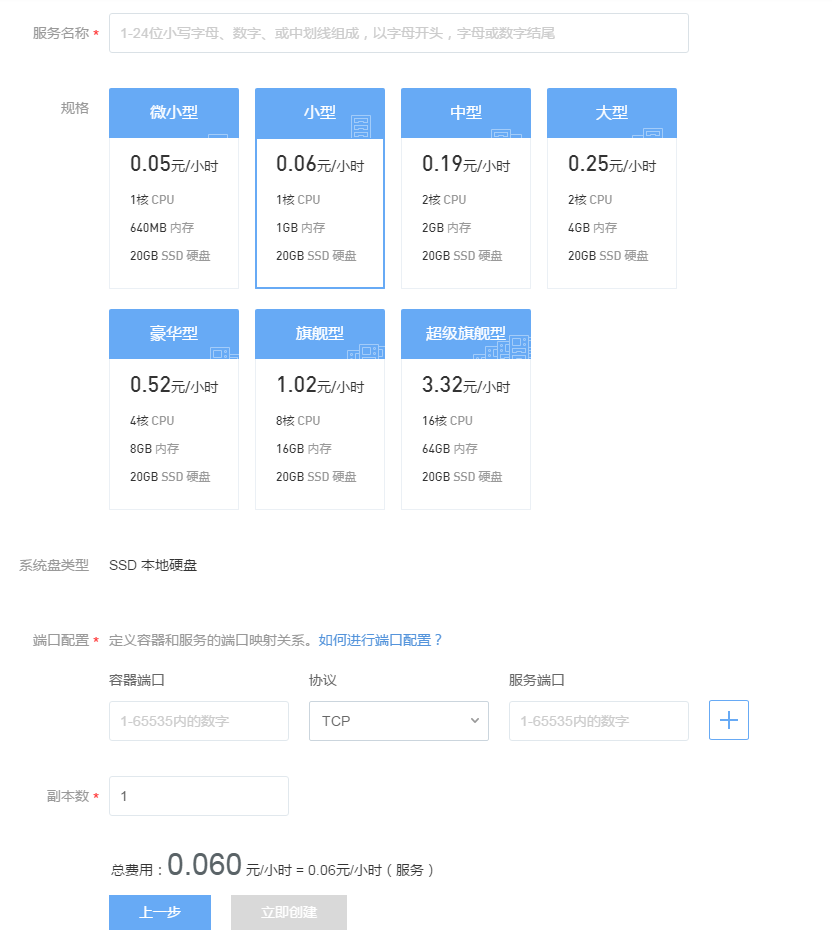 服务名称 * 1-24位小写字母、数字、或中划线组成，以字母开头，字母或数字结尾
规格
微小型
0.05元/小时
1核 CPU
640MB 内存
20GB SSD 硬盘
小型
0.06元/小时
1核 CPU
1GB 内存
20GB SSD 硬盘
中型
0.19元/小时
2核 CPU
2GB 内存
20GB SSD 硬盘
大型
0.25元/小时
2核 CPU
4GB 内存
20GB SSD 硬盘
豪华型
0.52元/小时
4核 CPU
8GB 内存
20GB SSD 硬盘
旗舰型
1.02元/小时
8核 CPU
16GB 内存
20GB SSD 硬盘
超级旗舰型
3.32元/小时
16核 CPU
64GB 内存
20GB SSD 硬盘
系统盘类型 SSD 本地硬盘
端口配置 * 定义容器和服务的端口映射关系。如何进行端口配置？
容器端口 协议 服务端口
1-65535内的数字 TCP 1-65535内的数字
副本数 * 1
总费用：0.060 元/小时 = 0.06元/小时（服务）
上一步 立即创建